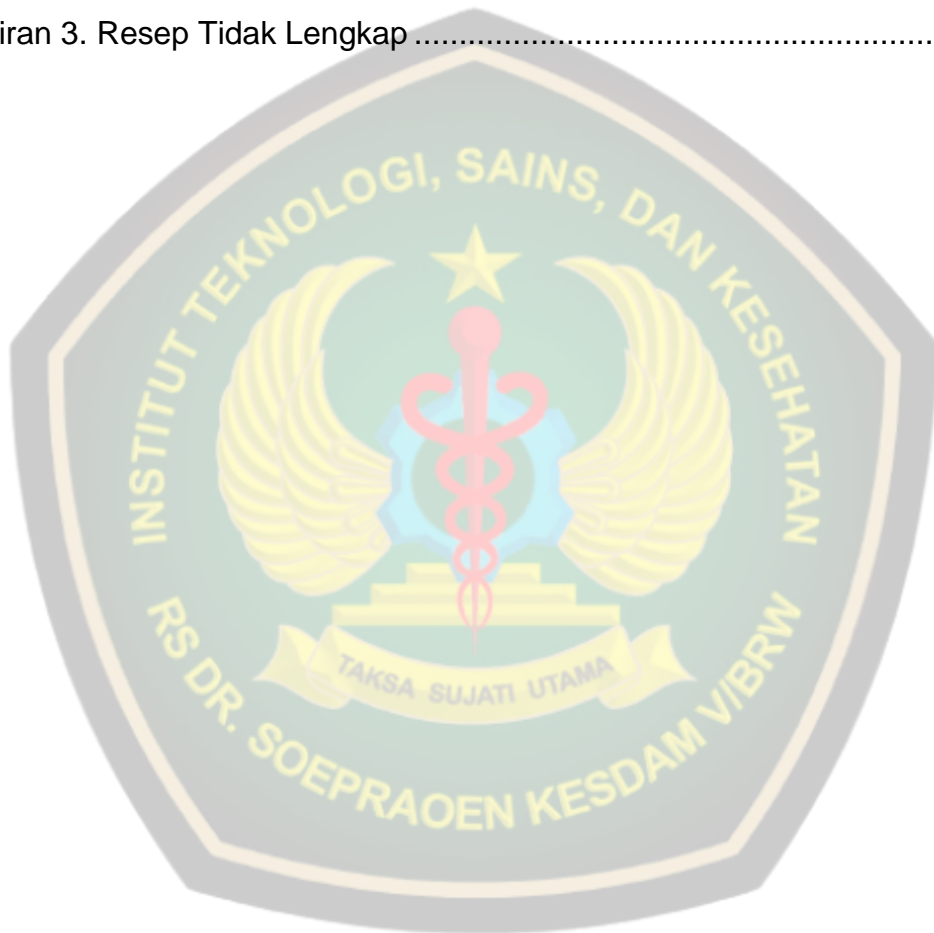 iran 3. Resep Tidak Lengkap ..........................................................
INSTITUT TEKNOLOGI, SAINS, DAN KESEHATAN
TAKSA SUJATI UTAMA
RS DR. SOEPRAOEN KESDAM V/BRW